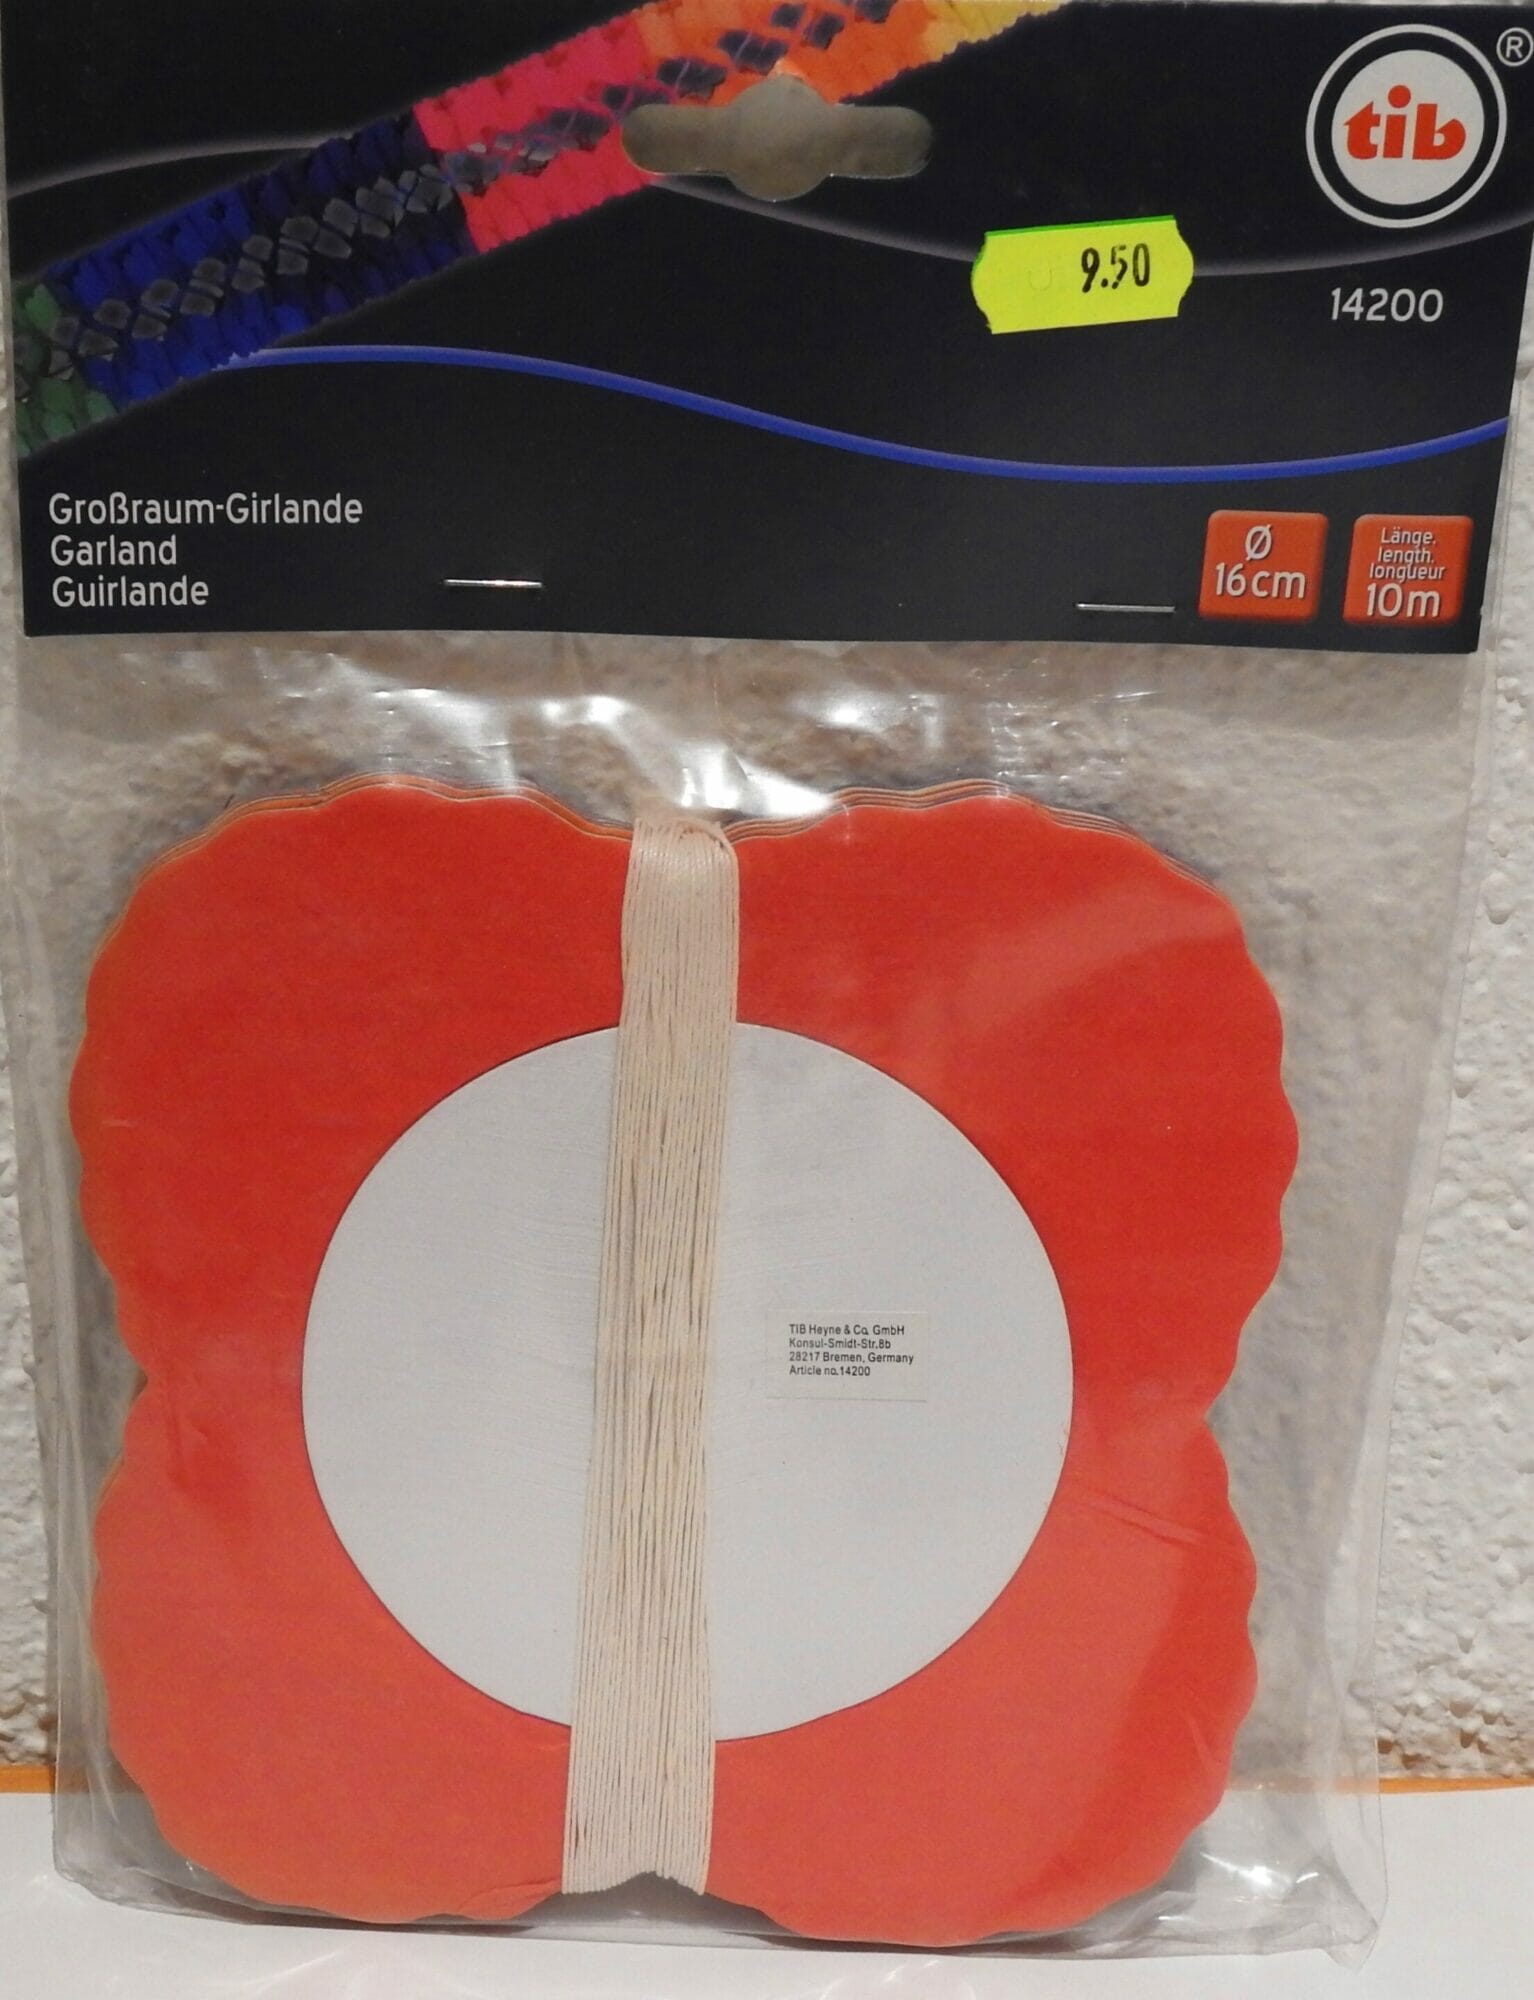 tib
®
9.50
14200
Großraum-Girlande
Garland
Guirlande
Ø
16cm
Länge.
length.
longueur
10m
TIB Heyne & Co. GmbH
Konsul-Smidt-Str.8b
28217 Bremen, Germany
Article no.14200